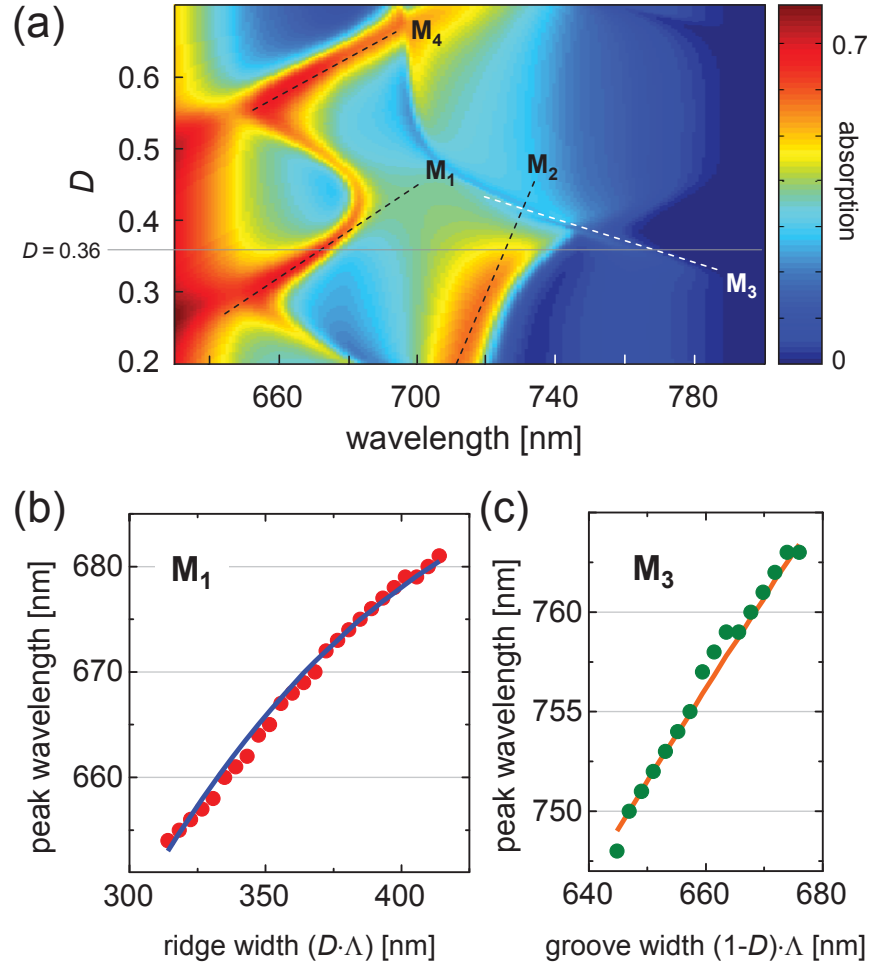 (a)
M₄
0.7
0.6
0.5
M₁
M₂
D
absorption
0.4
D = 0.36
0.3
M₃
0.2
0
660
700
740
780
wavelength [nm]
(b)
(c)
M₁
M₃
680
670
660
peak wavelength [nm]
300
350
400
ridge width (D·Λ) [nm]
760
755
750
peak wavelength [nm]
640
660
680
groove width (1-D)·Λ [nm]